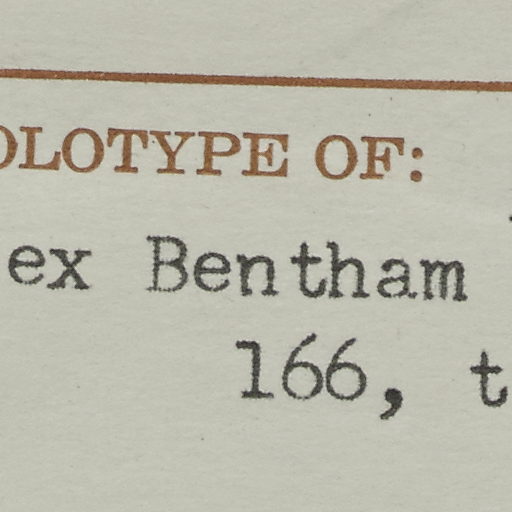 OLOTYPE OF:
ex Bentham
166, t